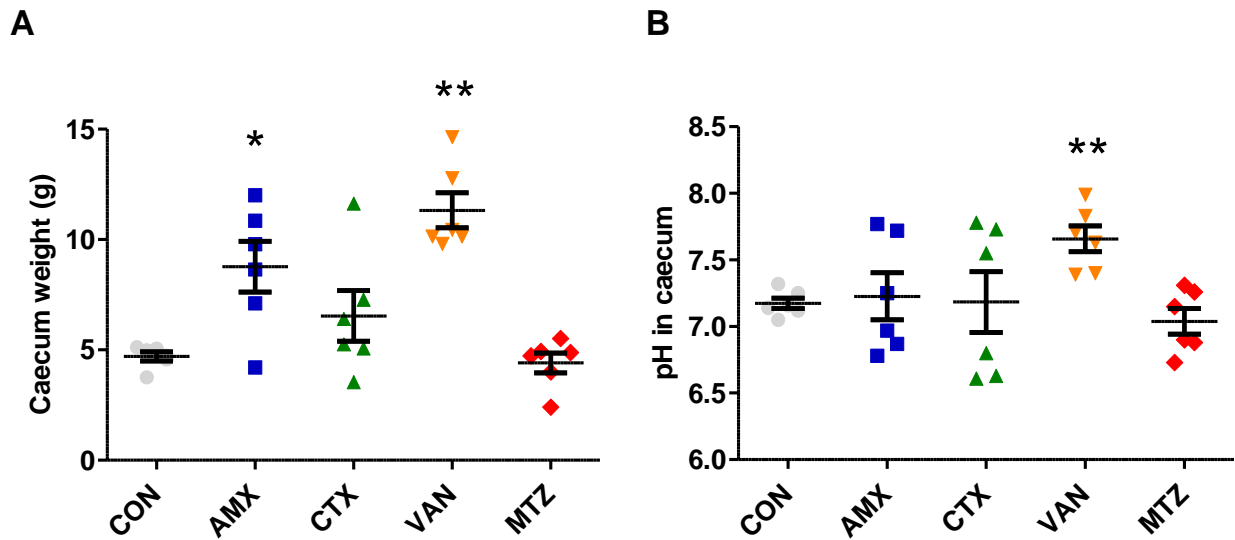 A
Caecum weight (g)
15
10
5
0
*
**
CON
AMX
CTX
VAN
MTZ
B
pH in caecum
8.5
8.0
7.5
7.0
6.5
6.0
**
CON
AMX
CTX
VAN
MTZ